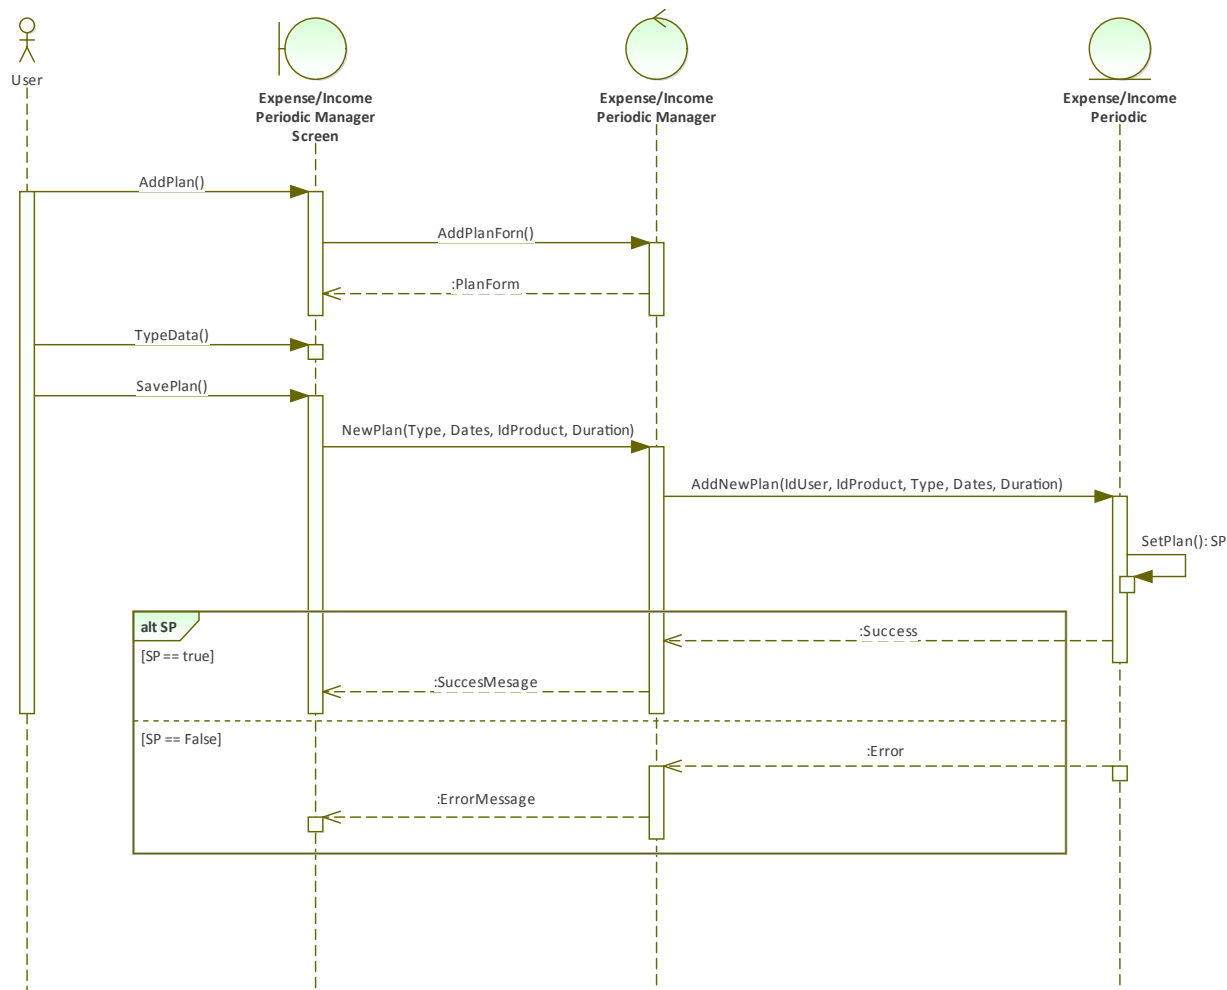 User
Expense/Income
Periodic Manager
Screen
Expense/Income
Periodic Manager
Expense/Income
Periodic
AddPlan()
AddPlanForn()
:PlanForm
TypeData()
SavePlan()
NewPlan(Type, Dates, IdProduct, Duration)
AddNewPlan(IdUser, IdProduct, Type, Dates, Duration)
SetPlan(): SP
alt SP
:Success
[SP == true]
:SuccesMesage
[SP == False]
:Error
:ErrorMessage